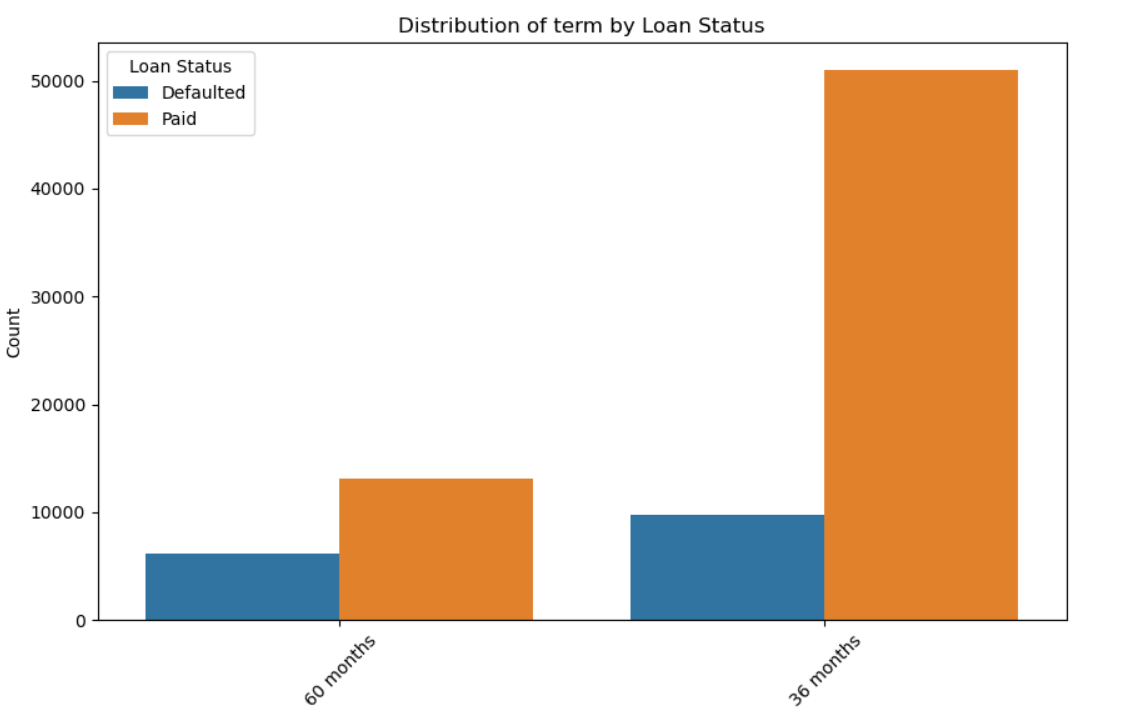 Distribution of term by Loan Status
Loan Status
Defaulted
Paid
50000
40000
30000
20000
10000
0
Count
60 months
36 months